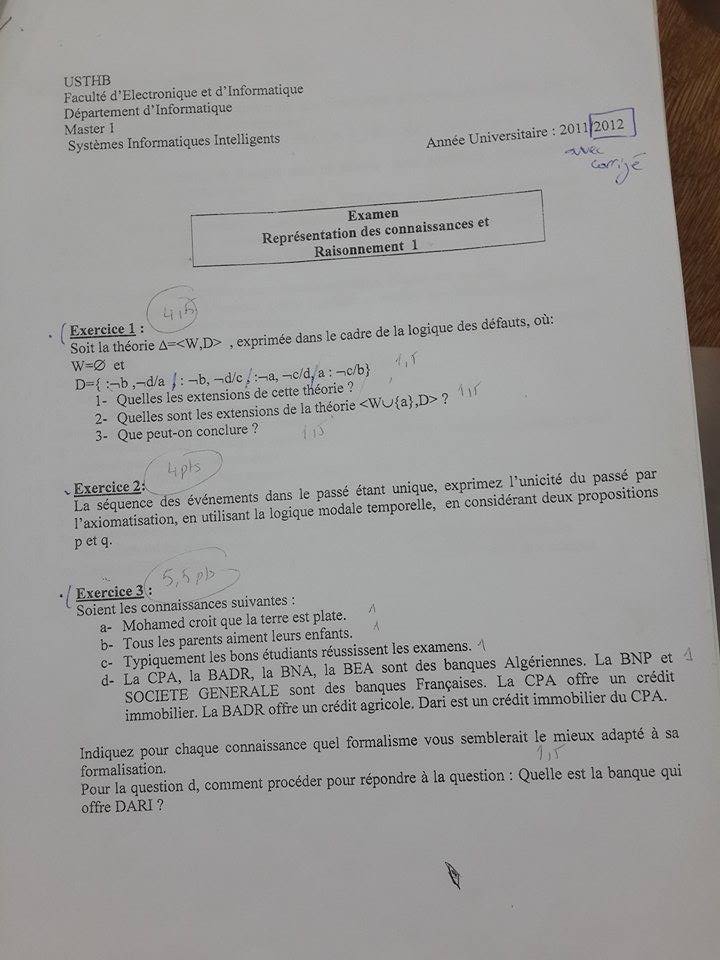 USTHB
Faculté d'Electronique et d'Informatique
Département d'Informatique
Master 1
Systèmes Informatiques Intelligents
Année Universitaire : 2011/2012
avec
corrigé
Examen
Représentation des connaissances et
Raisonnement 1
4,5
Exercice 1 :
Soit la théorie Δ=<W,D> , exprimée dans le cadre de la logique des défauts, où:
W=∅ et
D={ :¬b ,¬d/a , : ¬b, ¬d/c , :¬a, ¬c/d, a : ¬c/b}
1- Quelles les extensions de cette théorie ? 1,5
2- Quelles sont les extensions de la théorie <W∪{a},D> ? 1,5
3- Que peut-on conclure ? 1,5
4pts
Exercice 2:
La séquence des événements dans le passé étant unique, exprimez l'unicité du passé par
l'axiomatisation, en utilisant la logique modale temporelle, en considérant deux propositions
p et q.
5,5 pts
Exercice 3 :
Soient les connaissances suivantes :
a- Mohamed croit que la terre est plate. 1
b- Tous les parents aiment leurs enfants. 1
c- Typiquement les bons étudiants réussissent les examens. 1
d- La CPA, la BADR, la BNA, la BEA sont des banques Algériennes. La BNP et 1
SOCIETE GENERALE sont des banques Françaises. La CPA offre un crédit
immobilier. La BADR offre un crédit agricole. Dari est un crédit immobilier du CPA.
Indiquez pour chaque connaissance quel formalisme vous semblerait le mieux adapté à sa
formalisation. 1,5
Pour la question d, comment procéder pour répondre à la question : Quelle est la banque qui
offre DARI ?